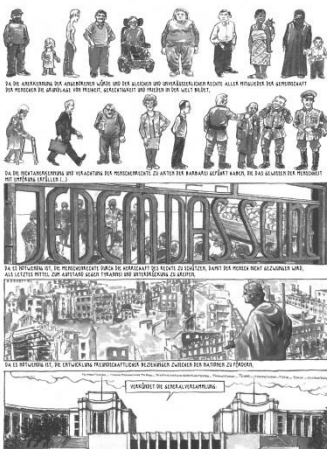 DA DIE ANERKENNUNG DER ANGEBORENEN WÜRDE UND DER GLEICHEN UND UNVERÄUSSERLICHEN RECHTE ALLER MITGLIEDER DER GEMEINSCHAFT
DER MENSCHEN DIE GRUNDLAGE VON FREIHEIT, GERECHTIGKEIT UND FRIEDEN IN DER WELT BILDET,
DA DIE NICHTANERKENNUNG UND VERACHTUNG DER MENSCHENRECHTE ZU AKTEN DER BARBAREI GEFÜHRT HABEN, DIE DAS GEWISSEN DER MENSCHHEIT
MIT EMPÖRUNG ERFÜLLEN (...)
JEDEM DAS SEINE
DA ES NOTWENDIG IST, DIE MENSCHENRECHTE DURCH DIE HERRSCHAFT DES RECHTS ZU SCHÜTZEN, DAMIT DER MENSCH NICHT GEZWUNGEN WIRD,
ALS LETZTES MITTEL ZUM AUFSTAND GEGEN TYRANNEI UND UNTERDRÜCKUNG ZU GREIFEN,
DA ES NOTWENDIG IST, DIE ENTWICKLUNG FREUNDSCHAFTLICHER BEZIEHUNGEN ZWISCHEN DEN NATIONEN ZU FÖRDERN,
VERKÜNDET DIE GENERALVERSAMMLUNG: